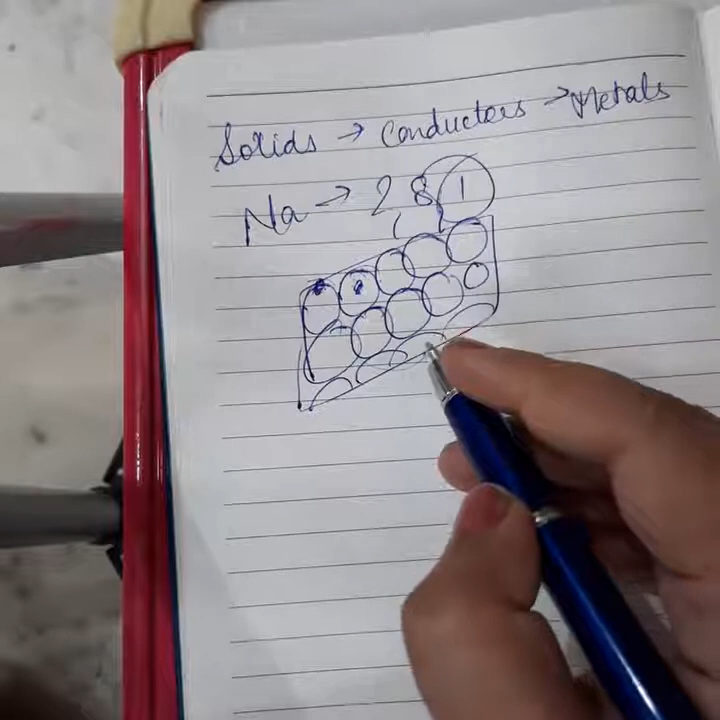 Solids → Conductors → Metals
Na → 2 8 1